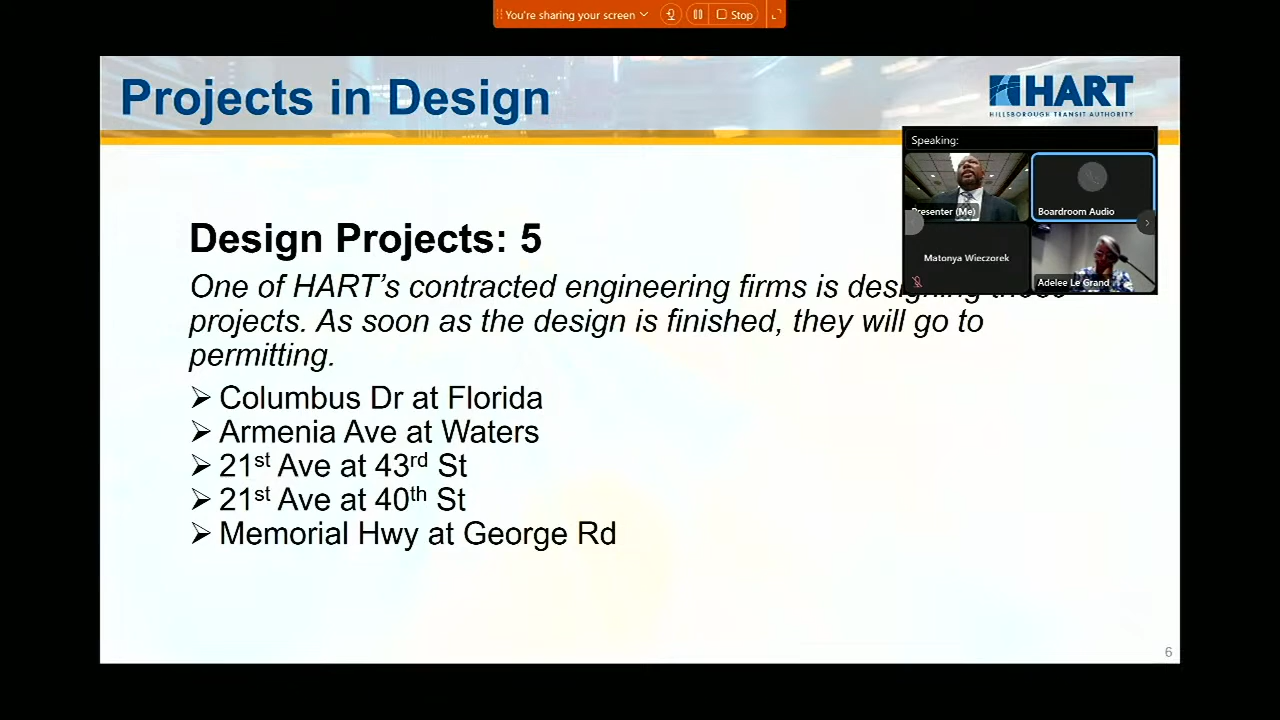 You're sharing your screen
Stop
Projects in Design
HART
HILLSBOROUGH TRANSIT AUTHORITY
Speaking:
Presenter (Me)
Boardroom Audio
Matonya Wieczorek
Adelee Le Grand
Design Projects: 5
One of HART's contracted engineering firms is designing these
projects. As soon as the design is finished, they will go to
permitting.
➢ Columbus Dr at Florida
➢ Armenia Ave at Waters
➢ 21st Ave at 43rd St
➢ 21st Ave at 40th St
➢ Memorial Hwy at George Rd
6